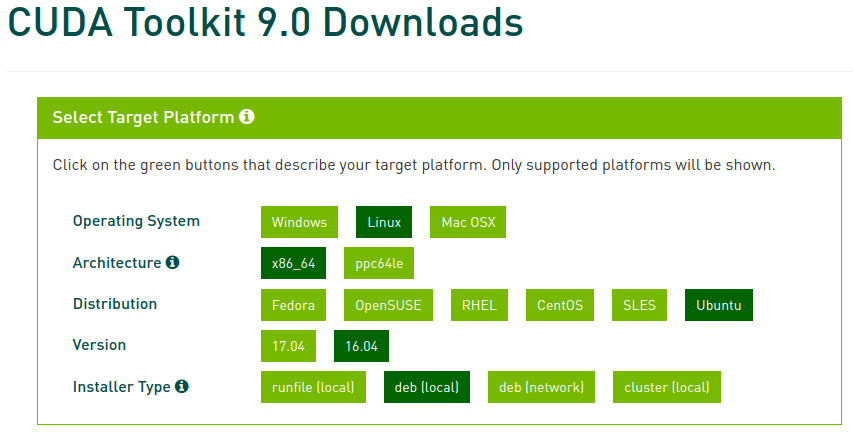 CUDA Toolkit 9.0 Downloads
Select Target Platform
Click on the green buttons that describe your target platform. Only supported platforms will be shown.
Operating System Windows Linux Mac OSX
Architecture x86_64 ppc64le
Distribution Fedora OpenSUSE RHEL CentOS SLES Ubuntu
Version 17.04 16.04
Installer Type runfile (local) deb (local) deb (network) cluster (local)